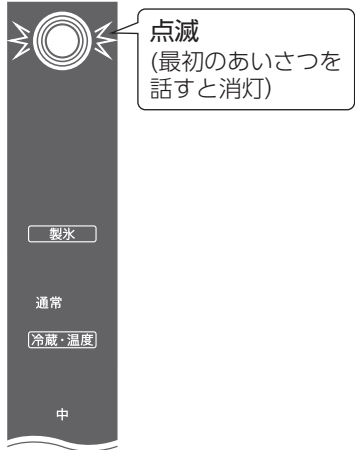 点滅
(最初のあいさつを
話すと消灯)
製氷
通常
冷蔵・温度
中